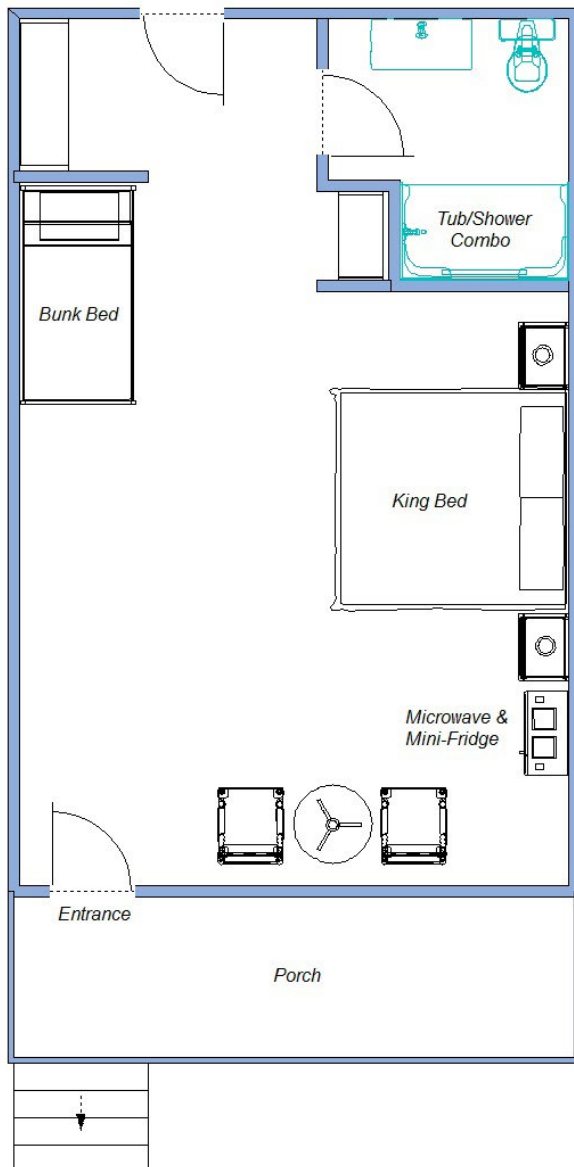 Tub/Shower
Combo
Bunk Bed
King Bed
Microwave &
Mini-Fridge
Entrance
Porch